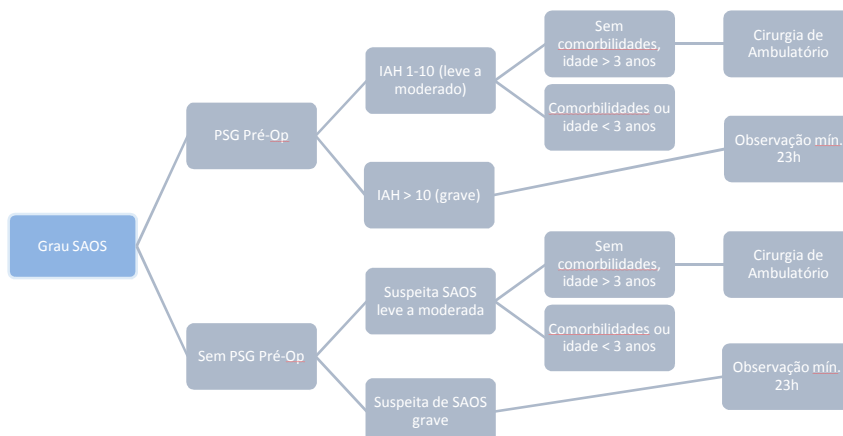 Grau SAOS
PSG Pré-Op
IAH 1-10 (leve a
moderado)
Sem
comorbilidades,
idade > 3 anos
Cirurgia de
Ambulatório
Comorbilidades ou
idade < 3 anos
IAH > 10 (grave)
Observação mín.
23h
Sem PSG Pré-Op
Suspeita SAOS
leve a moderada
Sem
comorbilidades,
idade > 3 anos
Cirurgia de
Ambulatório
Comorbilidades ou
idade < 3 anos
Suspeita de SAOS
grave
Observação mín.
23h